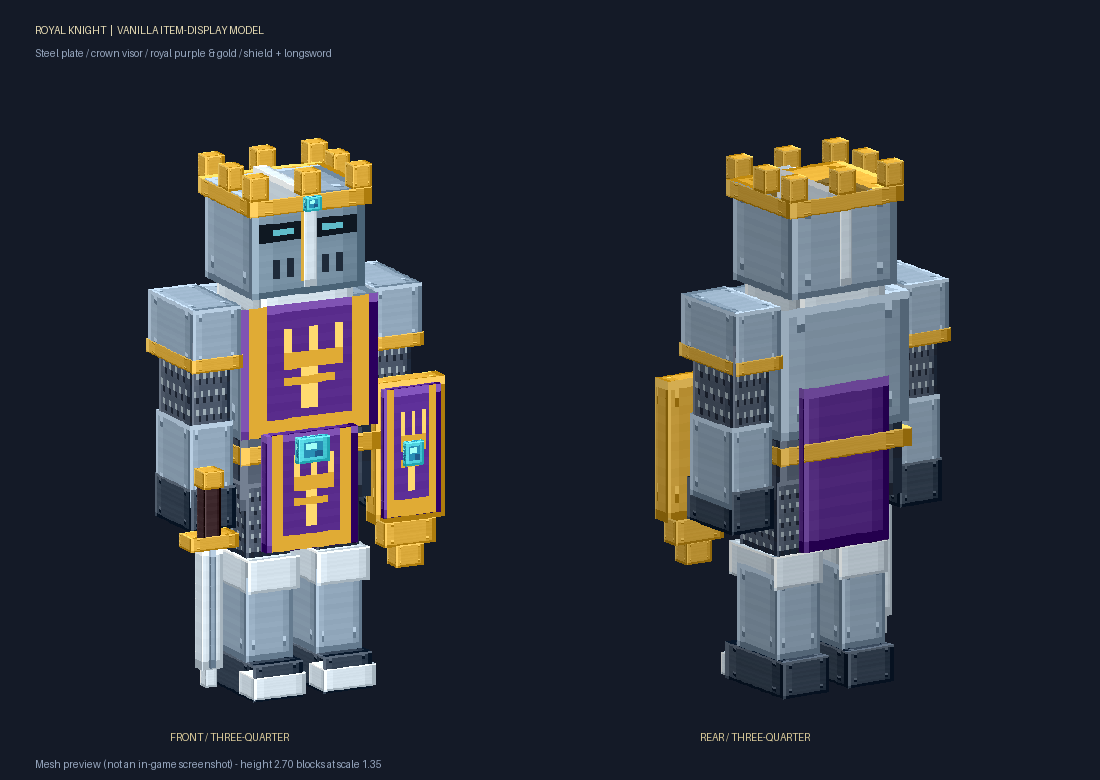 ROYAL KNIGHT | VANILLA ITEM-DISPLAY MODEL
Steel plate / crown visor / royal purple & gold / shield + longsword
FRONT / THREE-QUARTER
REAR / THREE-QUARTER
Mesh preview (not an in-game screenshot) - height 2.70 blocks at scale 1.35